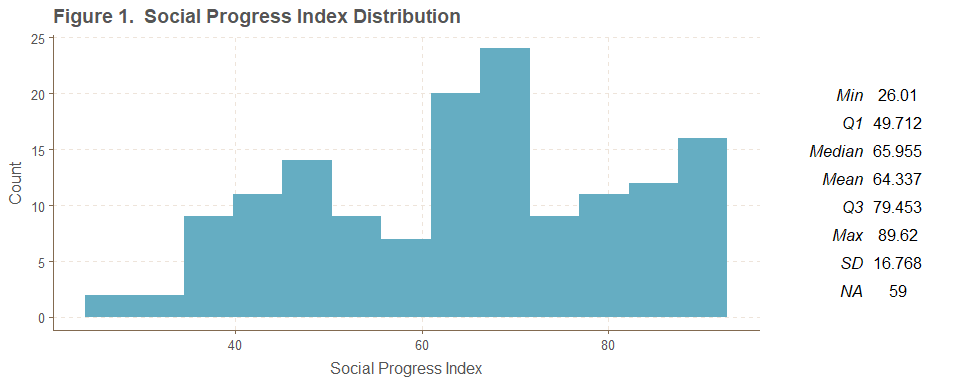 Figure 1.  Social Progress Index Distribution
25
20
15
10
5
0
Count
40 60 80
Social Progress Index
Min 26.01
Q1 49.712
Median 65.955
Mean 64.337
Q3 79.453
Max 89.62
SD 16.768
NA 59